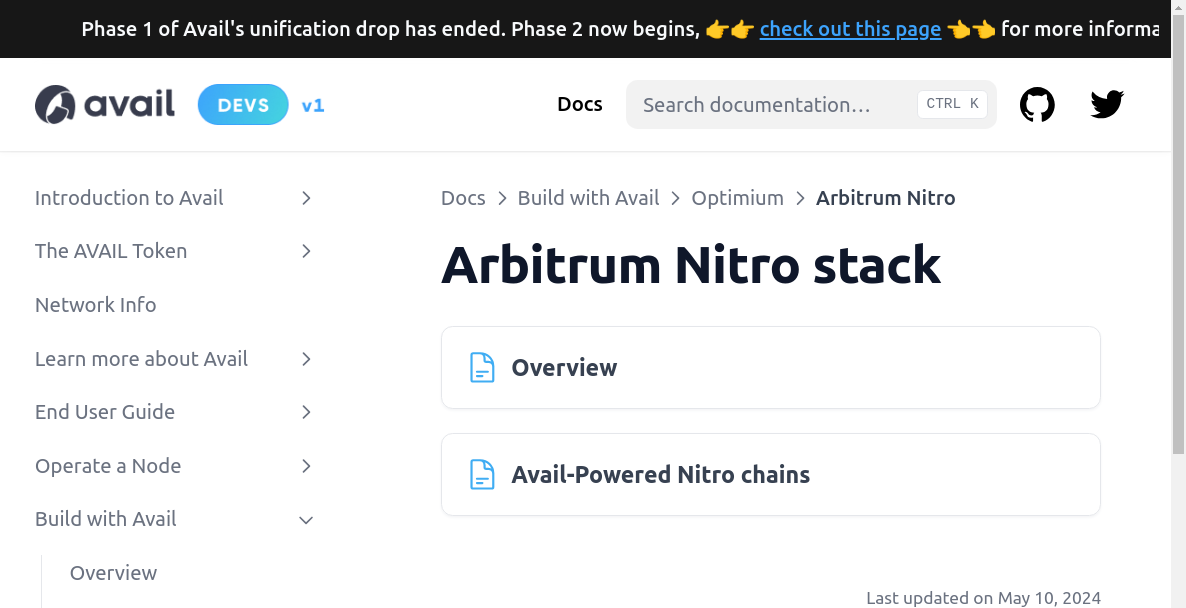 Phase 1 of Avail's unification drop has ended. Phase 2 now begins, 👉👉 check out this page 👈👈 for more informa
avail DEVS v1
Docs
Search documentation… CTRL K
Introduction to Avail
The AVAIL Token
Network Info
Learn more about Avail
End User Guide
Operate a Node
Build with Avail
Overview
Docs > Build with Avail > Optimium > Arbitrum Nitro
Arbitrum Nitro stack
Overview
Avail-Powered Nitro chains
Last updated on May 10, 2024